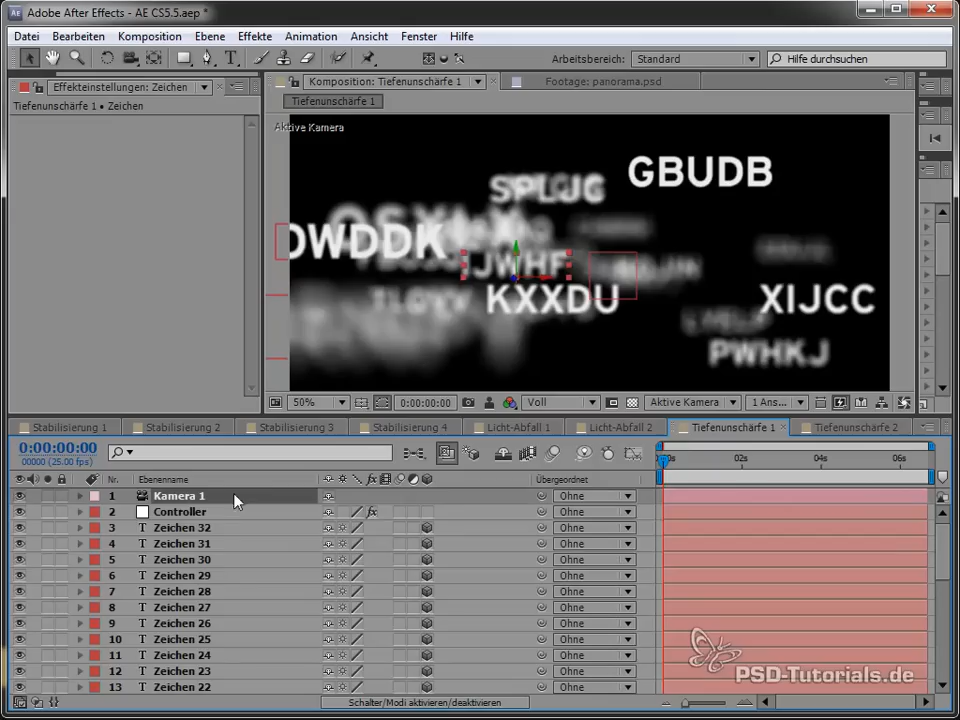 Adobe After Effects - AE CS5.5.aep *
Datei Bearbeiten Komposition Ebene Effekte Animation Ansicht Fenster Hilfe
Arbeitsbereich: Standard Hilfe durchsuchen
Effekteinstellungen: Zeichen
Komposition: Tiefenunschärfe 1
Footage: panorama.psd
Tiefenunschärfe 1 • Zeichen
Tiefenunschärfe 1
Aktive Kamera
GBUDB
SPLGJC
OWDDK
JWHF
KXXDU
XIJCC
PWHKJ
50% 0:00:00:00 Voll Aktive Kamera 1 Ans...
Stabilisierung 1 Stabilisierung 2 Stabilisierung 3 Stabilisierung 4 Licht-Abfall 1 Licht-Abfall 2 Tiefenunschärfe 1 Tiefenunschärfe 2
0:00:00:00
00000 (25.00 fps)
02s 04s 06s
Nr. Ebenenname fx Übergeordnet
1 Kamera 1 Ohne
2 Controller fx Ohne
3 T Zeichen 32 Ohne
4 T Zeichen 31 Ohne
5 T Zeichen 30 Ohne
6 T Zeichen 29 Ohne
7 T Zeichen 28 Ohne
8 T Zeichen 27 Ohne
9 T Zeichen 26 Ohne
10 T Zeichen 25 Ohne
11 T Zeichen 24 Ohne
12 T Zeichen 23 Ohne
13 T Zeichen 22 Ohne
PSD-Tutorials.de
Schalter/Modi aktivieren/deaktivieren